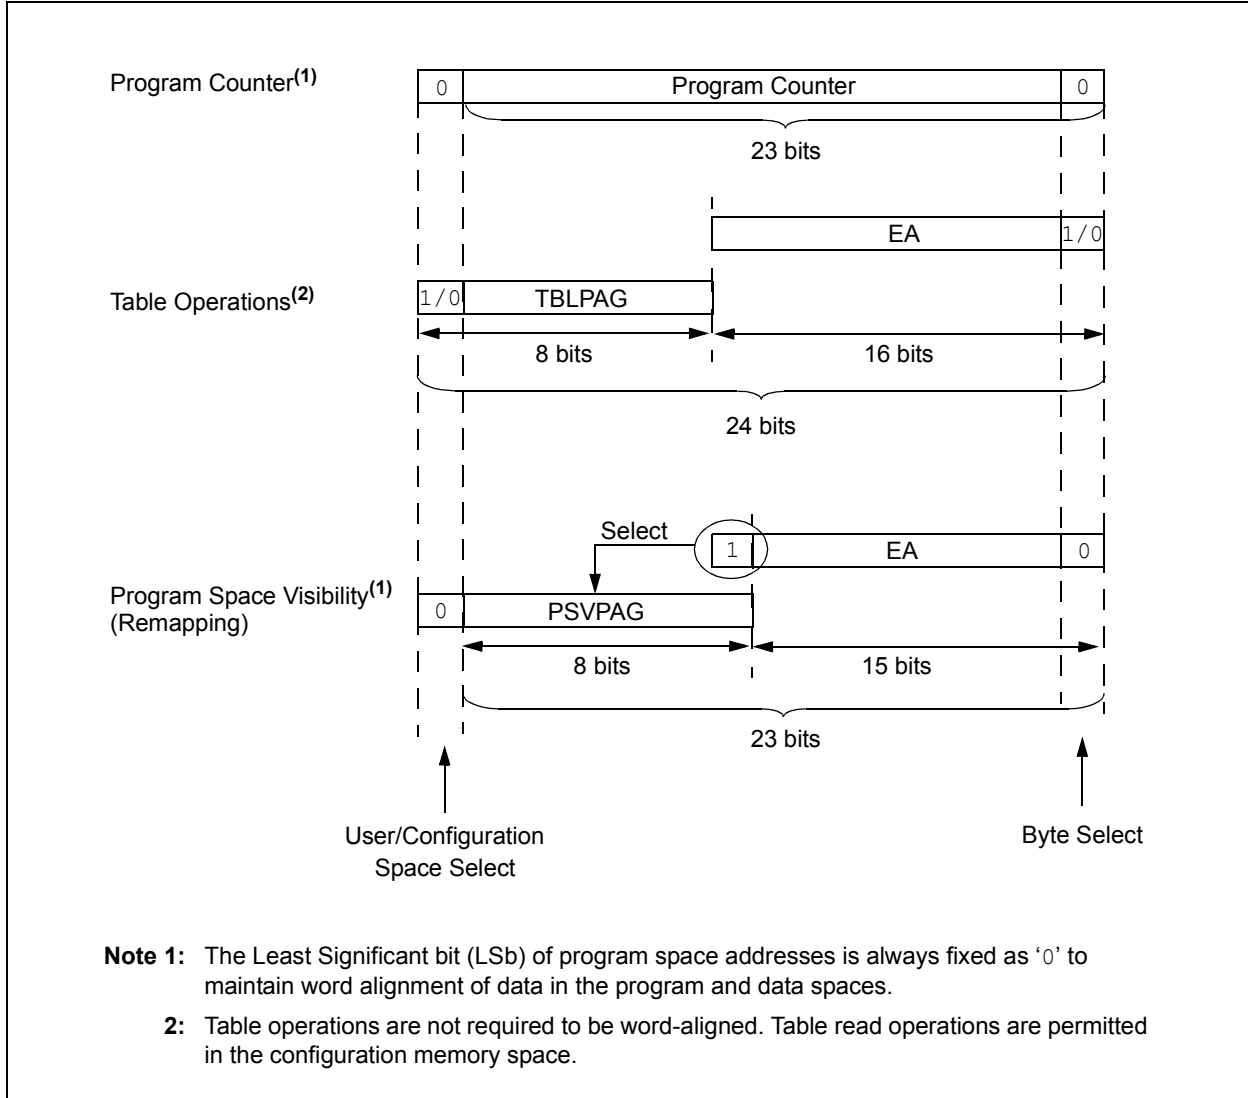 Program Counter(1)
0 Program Counter 0
23 bits
EA 1/0
Table Operations(2)
1/0 TBLPAG
8 bits 16 bits
24 bits
Select
1 EA 0
Program Space Visibility(1)
(Remapping)
0 PSVPAG
8 bits 15 bits
23 bits
User/Configuration
Space Select
Byte Select
Note 1: The Least Significant bit (LSb) of program space addresses is always fixed as ‘0’ to
maintain word alignment of data in the program and data spaces.
2: Table operations are not required to be word-aligned. Table read operations are permitted
in the configuration memory space.